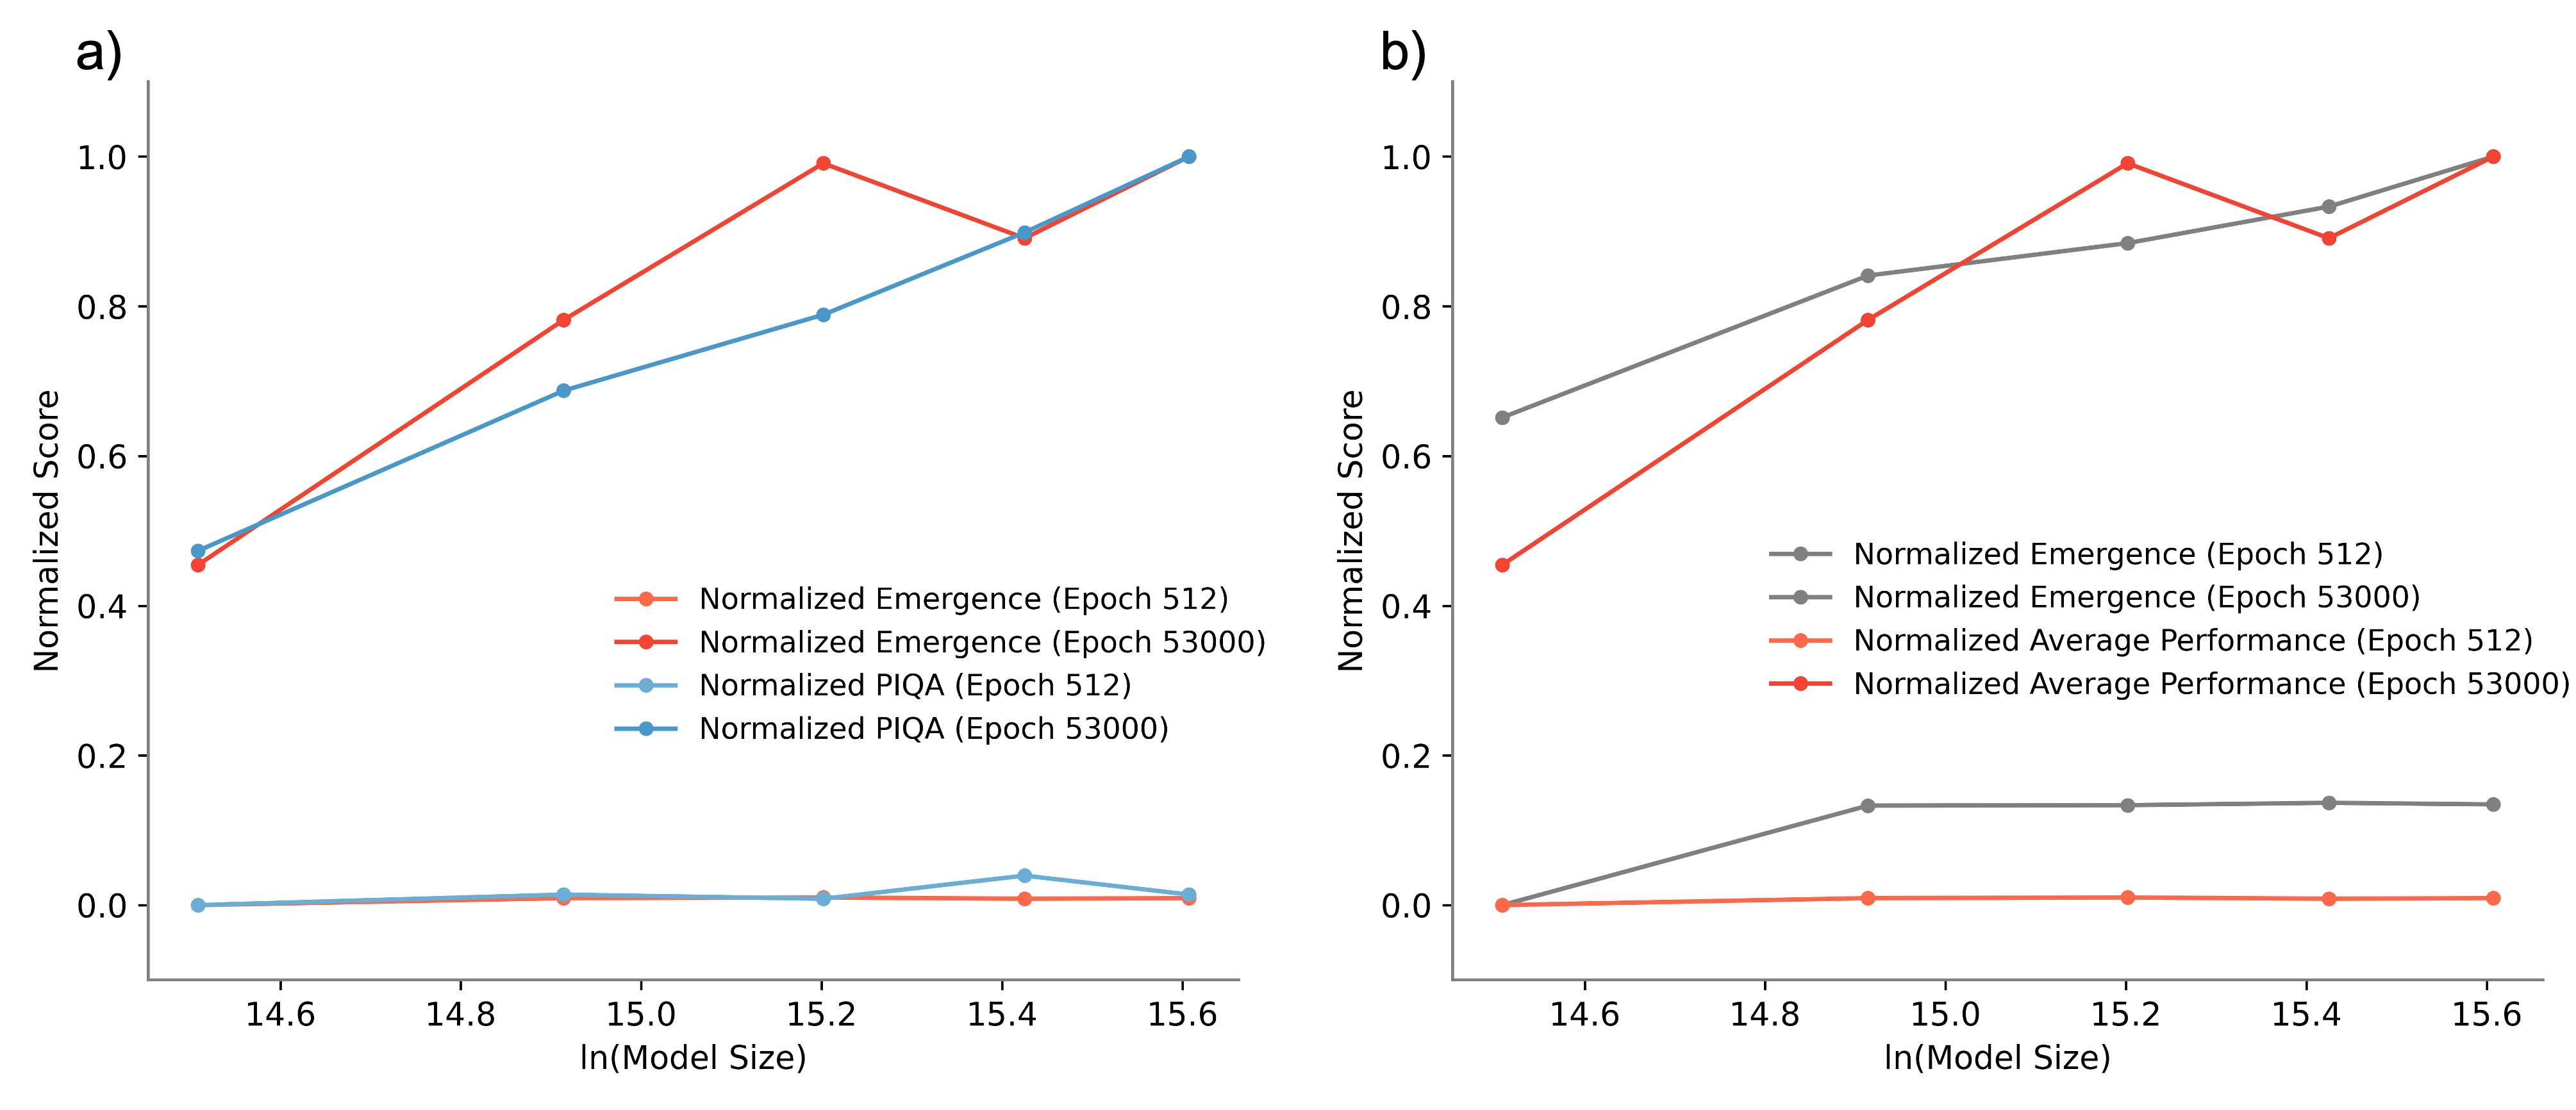 a)
1.0
0.8
0.6
0.4
0.2
0.0
Normalized Score
Normalized Emergence (Epoch 512)
Normalized Emergence (Epoch 53000)
Normalized PIQA (Epoch 512)
Normalized PIQA (Epoch 53000)
14.6 14.8 15.0 15.2 15.4 15.6
ln(Model Size)
b)
1.0
0.8
0.6
0.4
0.2
0.0
Normalized Score
Normalized Emergence (Epoch 512)
Normalized Emergence (Epoch 53000)
Normalized Average Performance (Epoch 512)
Normalized Average Performance (Epoch 53000)
14.6 14.8 15.0 15.2 15.4 15.6
ln(Model Size)